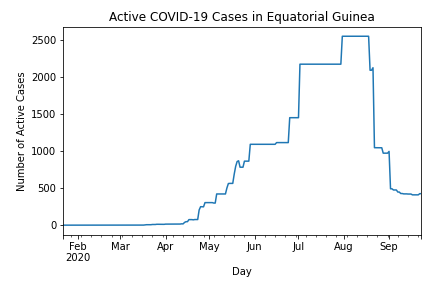 Active COVID-19 Cases in Equatorial Guinea
2500
2000
1500
1000
500
0
Number of Active Cases
Feb Mar Apr May Jun Jul Aug Sep
2020
Day